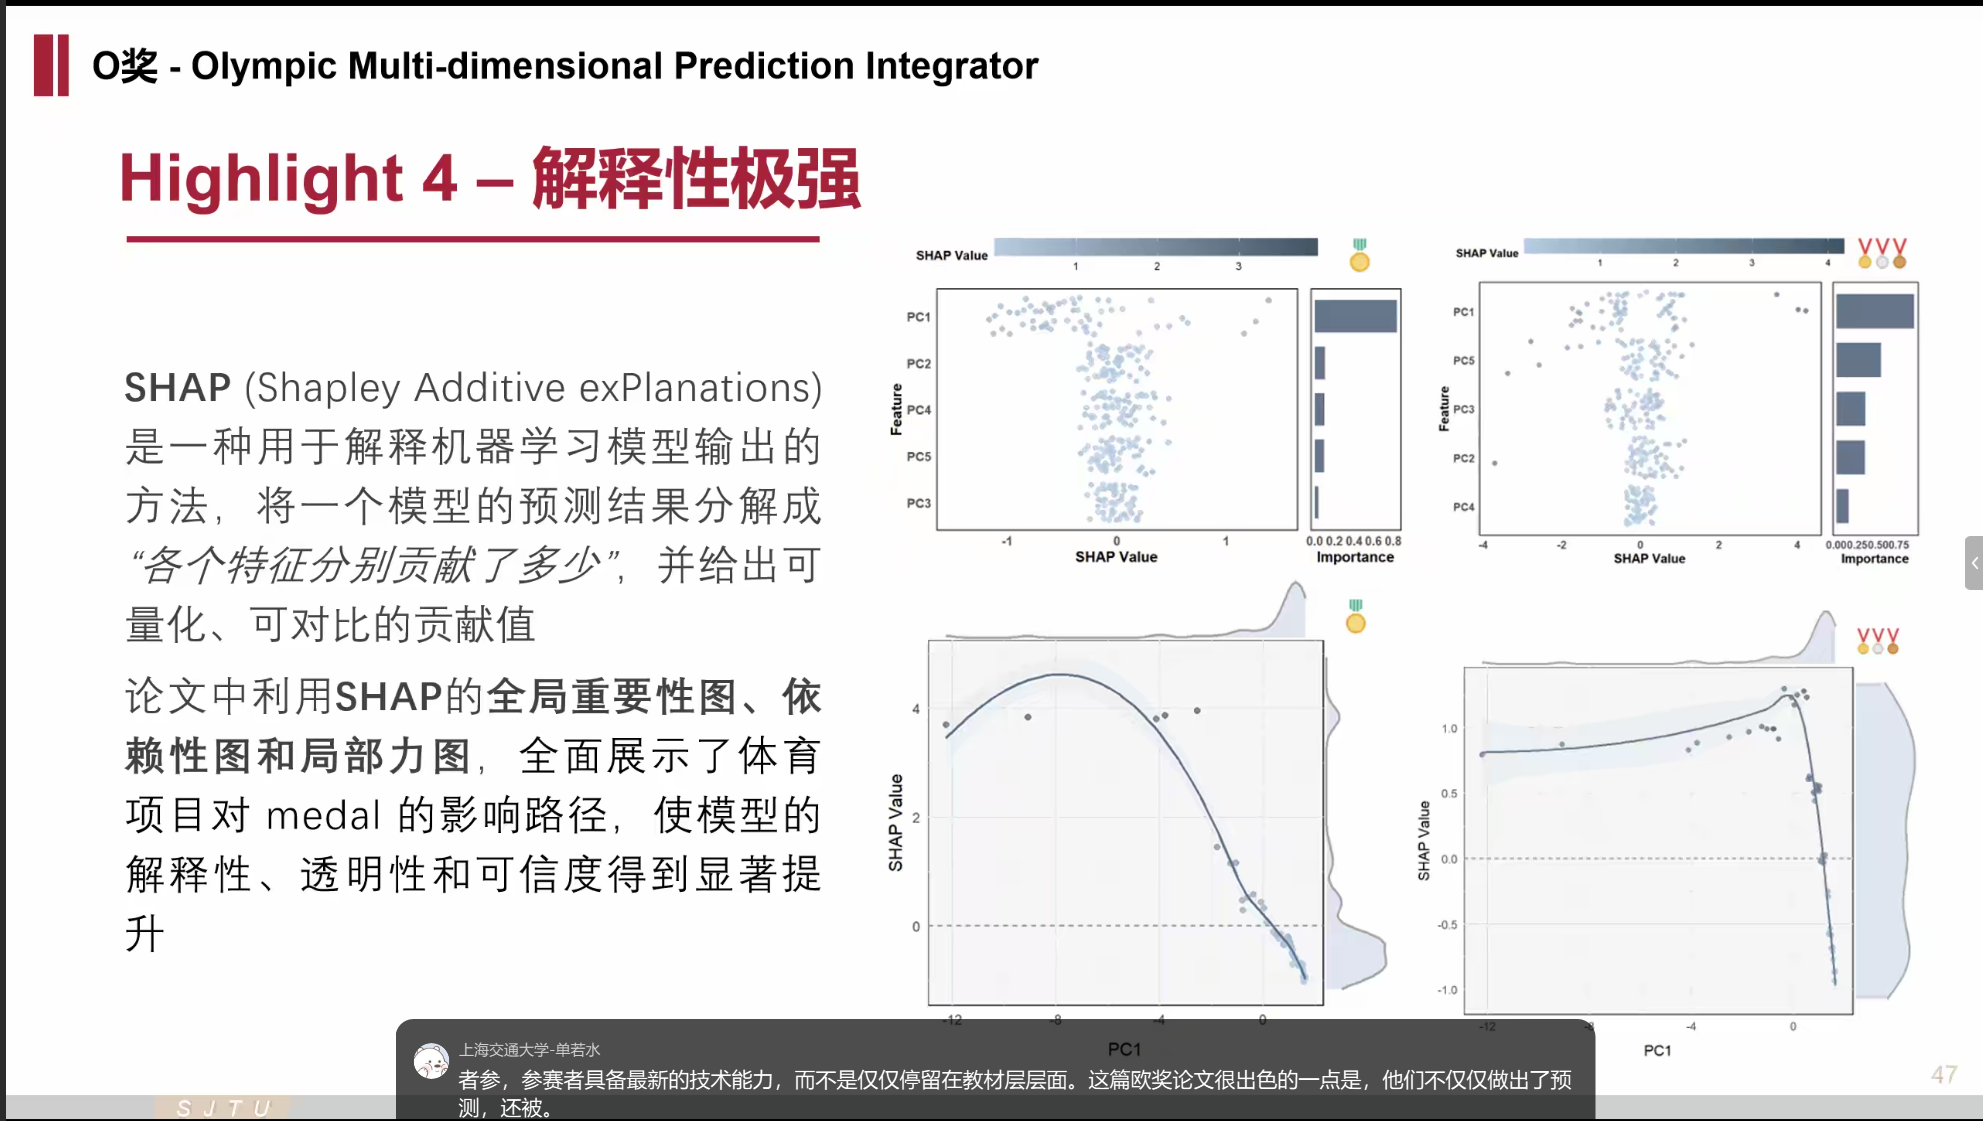 O奖 - Olympic Multi-dimensional Prediction Integrator
Highlight 4 – 解释性极强
SHAP (Shapley Additive exPlanations)
是一种用于解释机器学习模型输出的
方法，将一个模型的预测结果分解成
“各个特征分别贡献了多少”，并给出可
量化、可对比的贡献值
论文中利用SHAP的全局重要性图、依
赖性图和局部力图，全面展示了体育
项目对 medal 的影响路径，使模型的
解释性、透明性和可信度得到显著提
升
SHAP Value
1 2 3
Feature
PC1
PC2
PC4
PC5
PC3
-1 0 1
SHAP Value
0.0 0.2 0.4 0.6 0.8
Importance
SHAP Value
1 2 3 4
Feature
PC1
PC5
PC3
PC2
PC4
-4 -2 0 2 4
SHAP Value
0.000.250.500.75
Importance
SHAP Value
4
2
0
-12 -8 -4 0
PC1
SHAP Value
1.0
0.5
0.0
-0.5
-1.0
-12 -8 -4 0
PC1
上海交通大学-单若水
者参，参赛者具备最新的技术能力，而不是仅仅停留在教材层层面。这篇欧奖论文很出色的一点是，他们不仅仅做出了预
测，还被。
SJTU
47